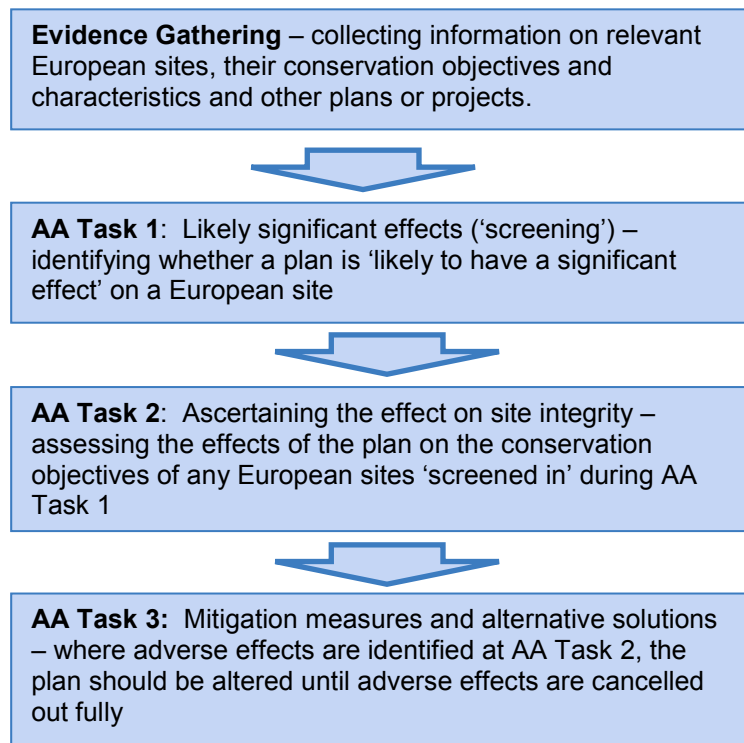 Evidence Gathering – collecting information on relevant
European sites, their conservation objectives and
characteristics and other plans or projects.
AA Task 1:  Likely significant effects (‘screening’) –
identifying whether a plan is ‘likely to have a significant
effect’ on a European site
AA Task 2:  Ascertaining the effect on site integrity –
assessing the effects of the plan on the conservation
objectives of any European sites ‘screened in’ during AA
Task 1
AA Task 3:  Mitigation measures and alternative solutions
– where adverse effects are identified at AA Task 2, the
plan should be altered until adverse effects are cancelled
out fully